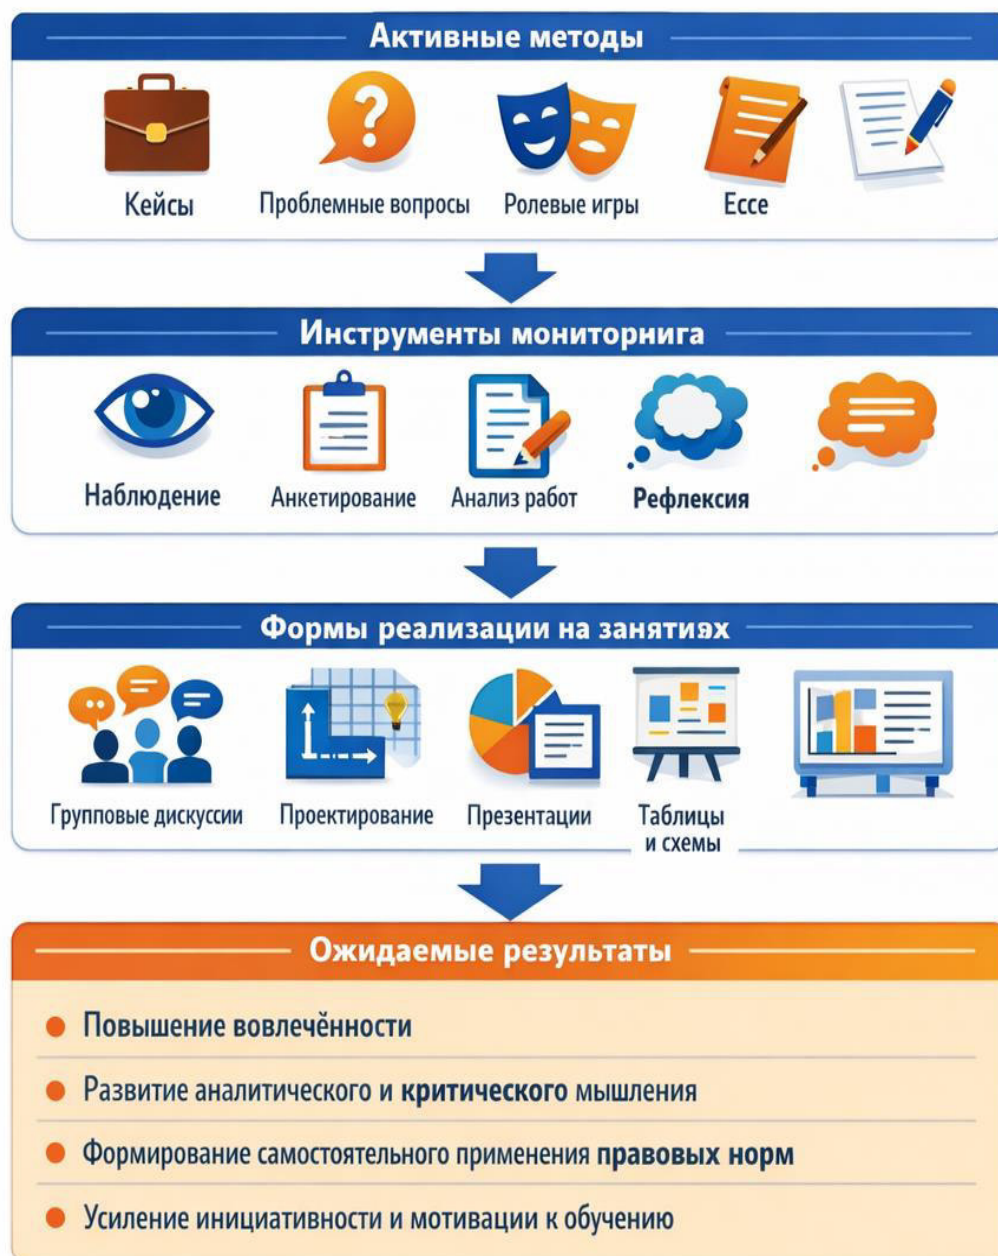 Активные методы
Кейсы
Проблемные вопросы
Ролевые игры
Ессе
Инструменты мониторнига
Наблюдение
Анкетирование
Анализ работ
Рефлексия
Формы реализации на занятиях
Групповые дискуссии
Проектирование
Презентации
Таблицы
и схемы
Ожидаемые результаты
Повышение вовлечённости
Развитие аналитического и критического мышления
Формирование самостоятельного применения правовых норм
Усиление инициативности и мотивации к обучению